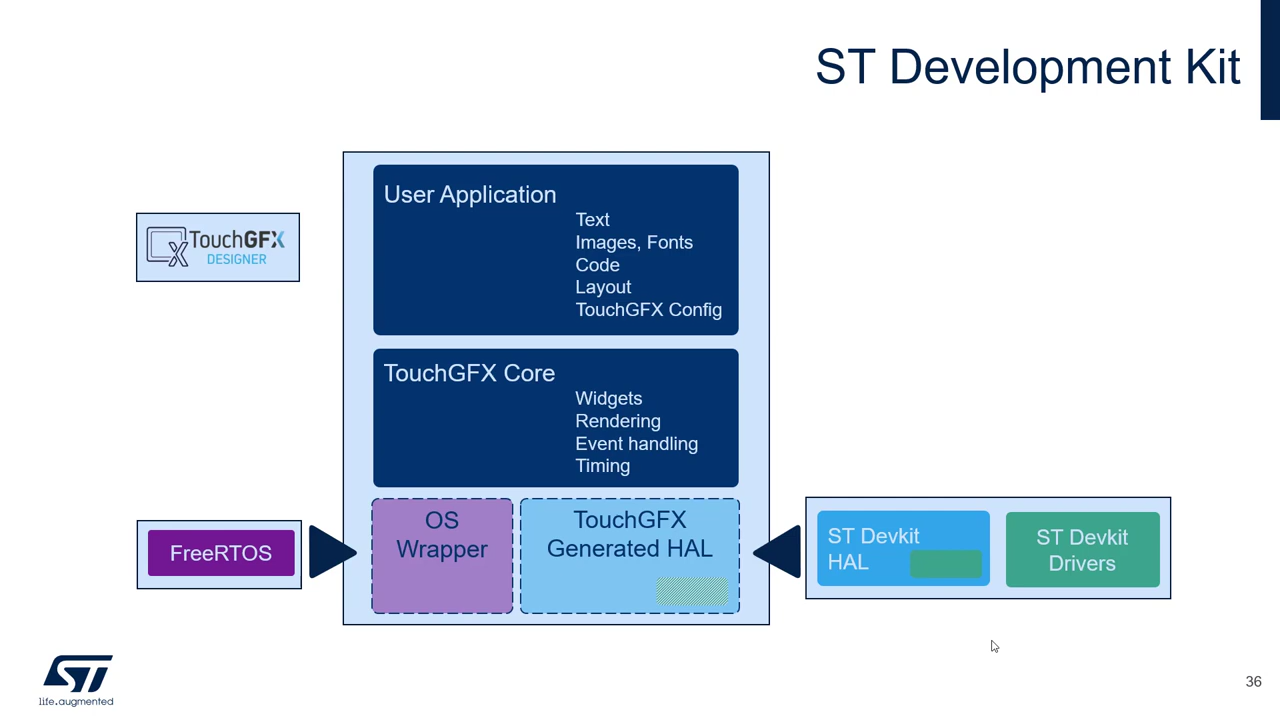 ST Development Kit
TouchGFX
DESIGNER
User Application
Text
Images, Fonts
Code
Layout
TouchGFX Config
TouchGFX Core
Widgets
Rendering
Event handling
Timing
FreeRTOS
OS
Wrapper
TouchGFX
Generated HAL
ST Devkit
HAL
ST Devkit
Drivers
ST
life.augmented
36